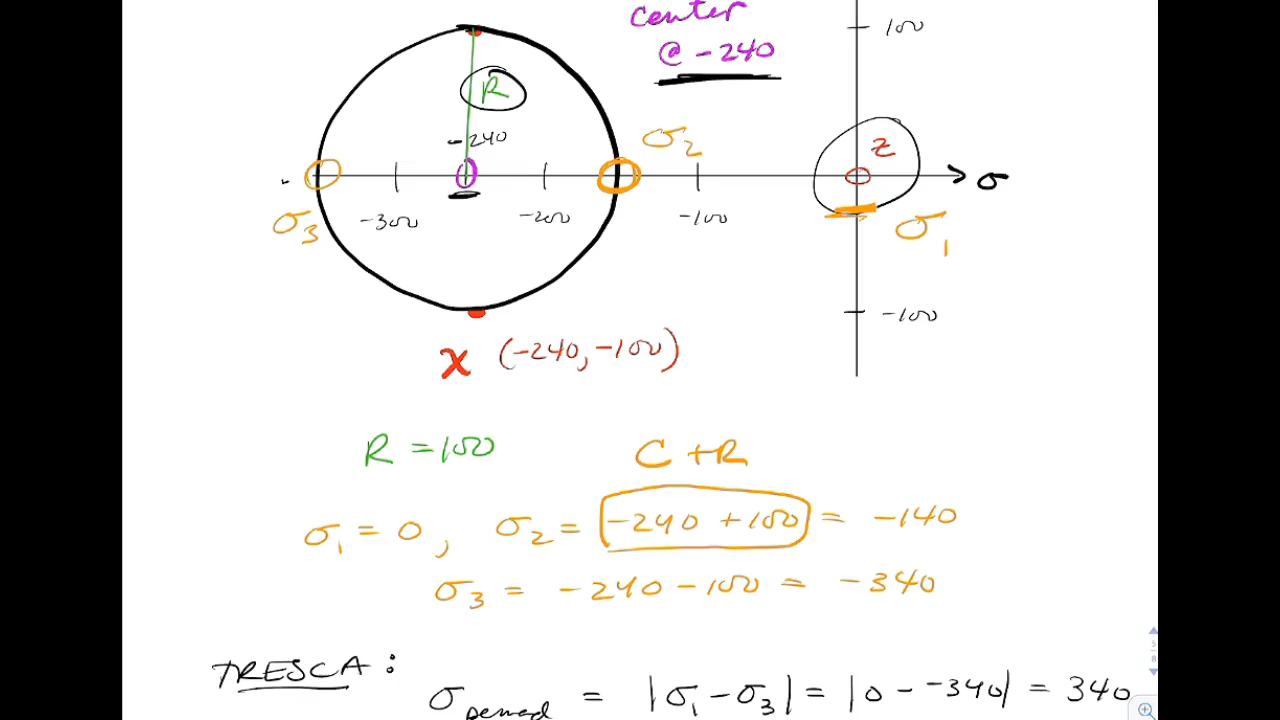 center
100
@ -240
R
-240
σ2
z
σ
σ3
-300
-200
-100
σ1
-100
X (-240, -100)
R = 100
C + R
σ1 = 0, σ2 = -240 + 100 = -140
σ3 = -240 - 100 = -340
TRESCA:
σDemand = |σ1 - σ3| = |0 - -340| = 340